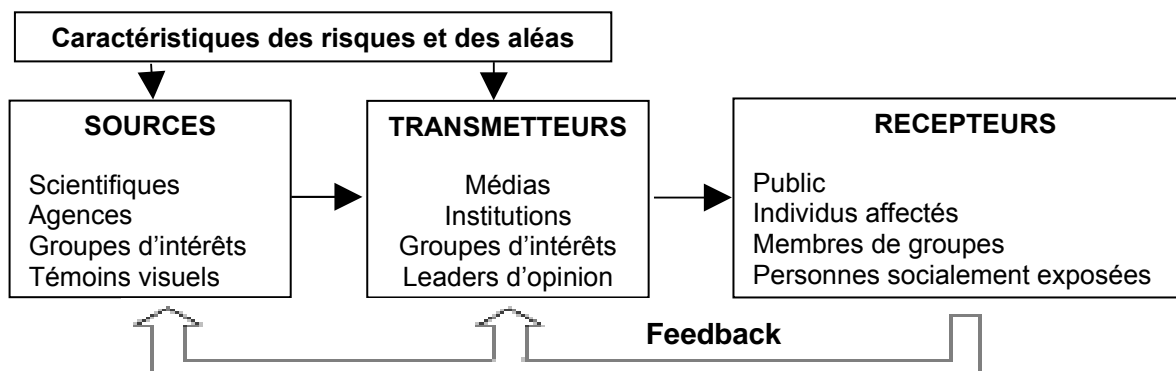 Caractéristiques des risques et des aléas
SOURCES
Scientifiques
Agences
Groupes d'intérêts
Témoins visuels
TRANSMETTEURS
Médias
Institutions
Groupes d'intérêts
Leaders d'opinion
RECEPTEURS
Public
Individus affectés
Membres de groupes
Personnes socialement exposées
Feedback